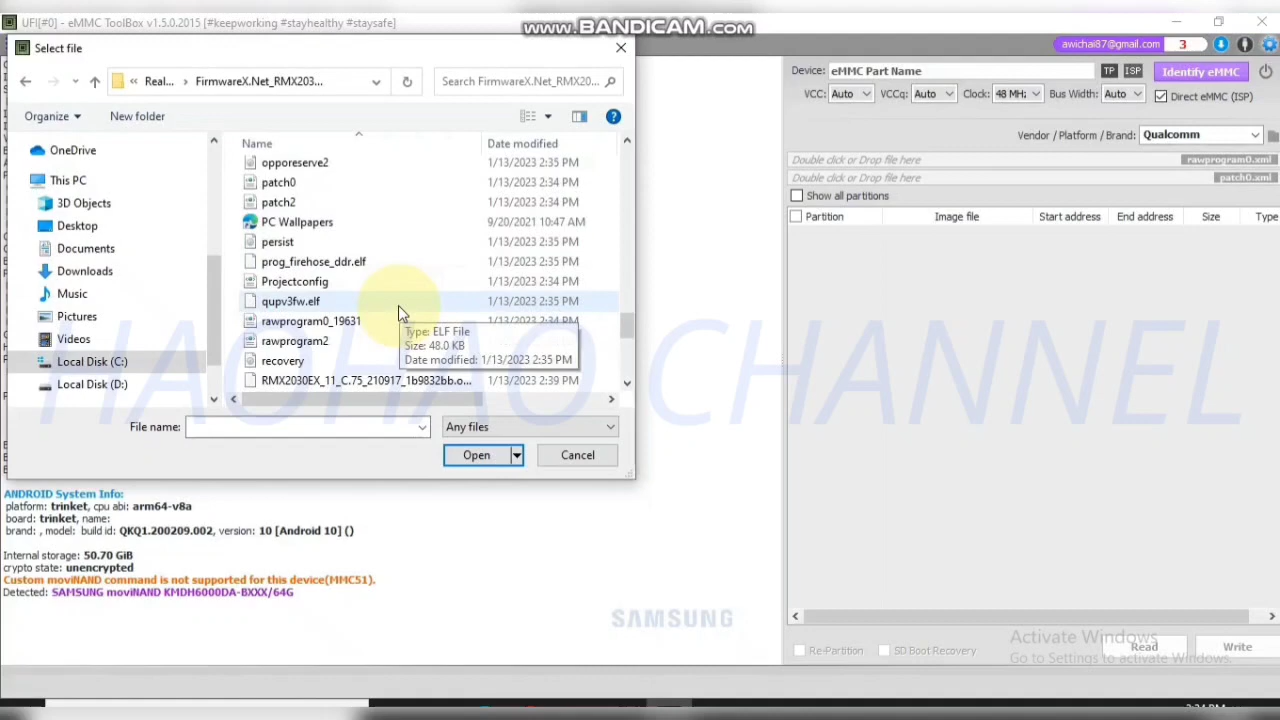 UFI(#0) - eMMC ToolBox v1.5.0.2015 [#keepworking #stayhealthy #staysafe]
www.BANDICAM.com
Select file
awichai87@gmail.com 3
Real... FirmwareX.Net_RMX203...
Search FirmwareX.Net_RMX20...
Device: eMMC Part Name TP ISP Identify eMMC
VCC: Auto VCCq: Auto Clock: 48 MH; Bus Width: Auto Direct eMMC (ISP)
Organize New folder
Vendor / Platform / Brand: Qualcomm
Name Date modified
Double click or Drop file here rawprogram0.xml
Double click or Drop file here patch0.xml
Show all partitions
Partition Image file Start address End address Size Type
OneDrive
This PC
3D Objects
Desktop
Documents
Downloads
Music
Pictures
Videos
Local Disk (C:)
Local Disk (D:)
opporeserve2 1/13/2023 2:35 PM
patch0 1/13/2023 2:34 PM
patch2 1/13/2023 2:34 PM
PC Wallpapers 9/20/2021 10:47 AM
persist 1/13/2023 2:35 PM
prog_firehose_ddr.elf 1/13/2023 2:35 PM
Projectconfig 1/13/2023 2:34 PM
qupv3fw.elf 1/13/2023 2:35 PM
rawprogram0_19631 1/13/2023 2:34 PM
rawprogram2
recovery
RMX2030EX_11_C.75_210917_1b9832bb.o... 1/13/2023 2:39 PM
Type: ELF File
Size: 48.0 KB
Date modified: 1/13/2023 2:35 PM
HAOHAO CHANNEL
File name: Any files
Open Cancel
ANDROID System Info:
platform: trinket, cpu abi: arm64-v8a
board: trinket, name:
brand: , model: build id: QKQ1.200209.002, version: 10 [Android 10] ()
Internal storage: 50.70 GiB
crypto state: unencrypted
Custom moviNAND command is not supported for this device(MMC51).
Detected: SAMSUNG moviNAND KMDH6000DA-BXXX/64G
SAMSUNG
Re-Partition SD Boot Recovery Read Write
Activate Windows
Go to Settings to activate Windows.